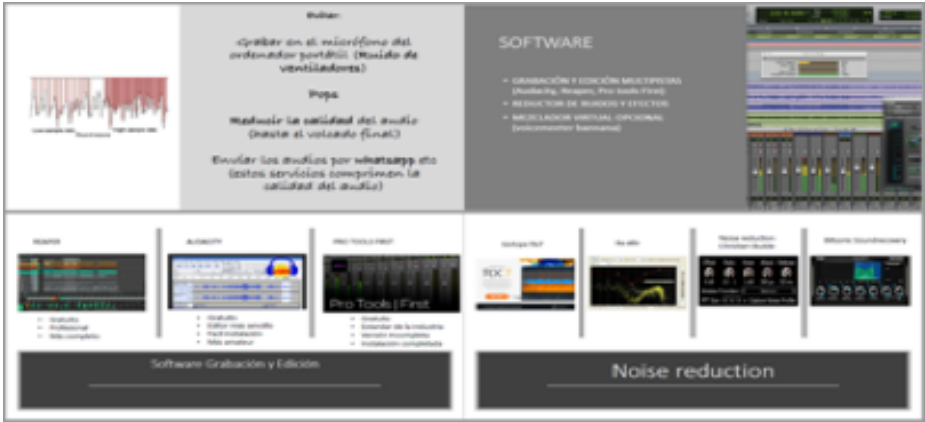 Evitar:
Grabar en el micrófono del
ordenador portátil (Ruido de
ventiladores)
Pops
Reducir la calidad del audio
(hasta el volcado final)
Enviar los audios por whatsapp etc
(estos servicios comprimen la
calidad del audio)
SOFTWARE
• GRABACIÓN Y EDICIÓN MULTIPISTAS
(Audacity, Reaper, Pro tools First)
• REDUCTOR DE RUIDOS Y EFECTOS
• MEZCLADOR VIRTUAL OPCIONAL
REAPER
• Gratuito
• Profesional
• Más completo
AUDACITY
• Gratuito
• Editor más sencillo
• Fácil instalación
• Más amateur
PRO TOOLS FIRST
Pro Tools | First
• Gratuito
• Estándar de la industria
• Versión incompleta
• Instalación complicada
Software Grabación y Edición
RX 7
Noise reduction
Noise reduction